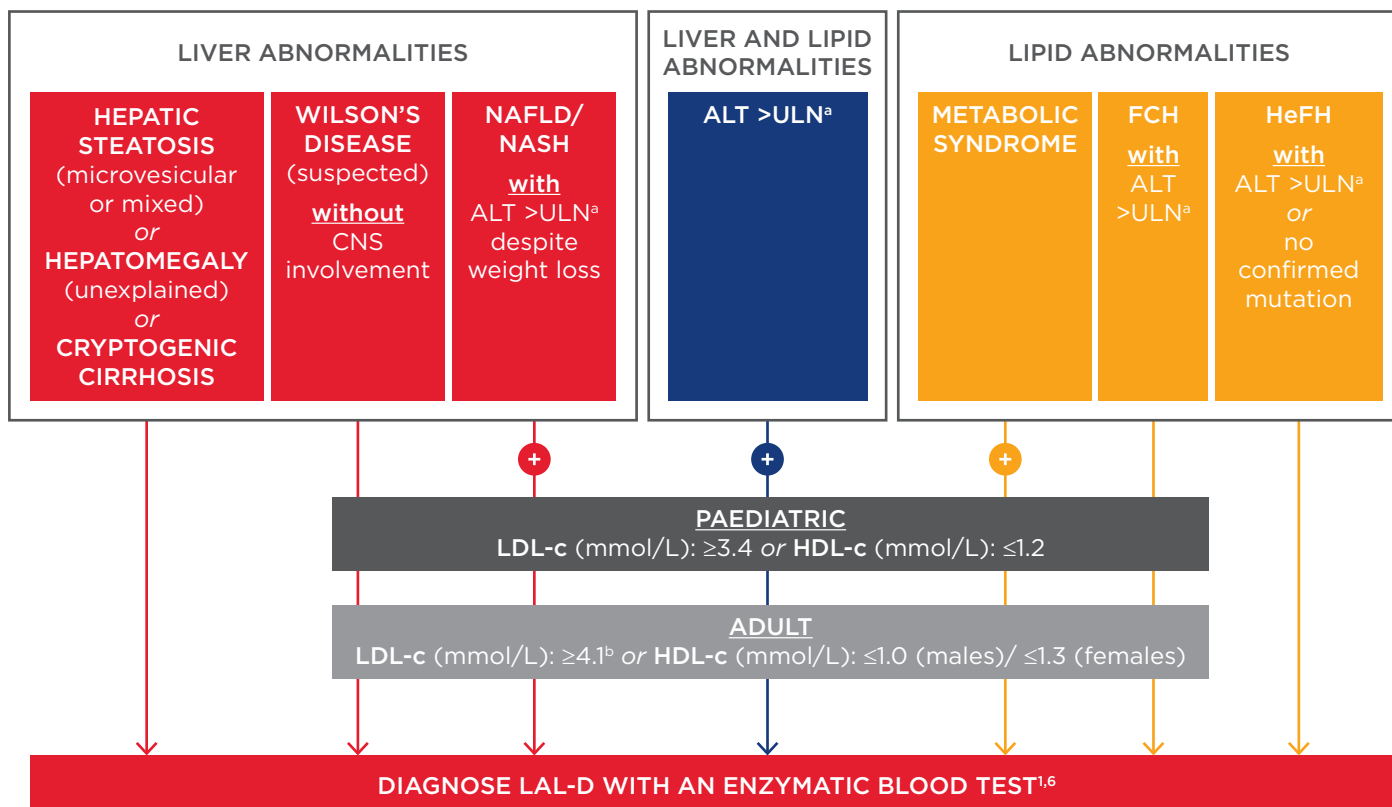 LIVER ABNORMALITIES
HEPATIC
STEATOSIS
(microvesicular
or mixed)
or
HEPATOMEGALY
(unexplained)
or
CRYPTOGENIC
CIRRHOSIS
WILSON'S
DISEASE
(suspected)
without
CNS
involvement
NAFLD/
NASH
with
ALT >ULNᵃ
despite
weight loss
LIVER AND LIPID
ABNORMALITIES
ALT >ULNᵃ
LIPID ABNORMALITIES
METABOLIC
SYNDROME
FCH
with
ALT
>ULNᵃ
HeFH
with
ALT >ULNᵃ
or
no
confirmed
mutation
+
+
+
PAEDIATRIC
LDL-c (mmol/L): ≥3.4 or HDL-c (mmol/L): ≤1.2
ADULT
LDL-c (mmol/L): ≥4.1ᵇ or HDL-c (mmol/L): ≤1.0 (males)/ ≤1.3 (females)
DIAGNOSE LAL-D WITH AN ENZYMATIC BLOOD TEST¹,⁶